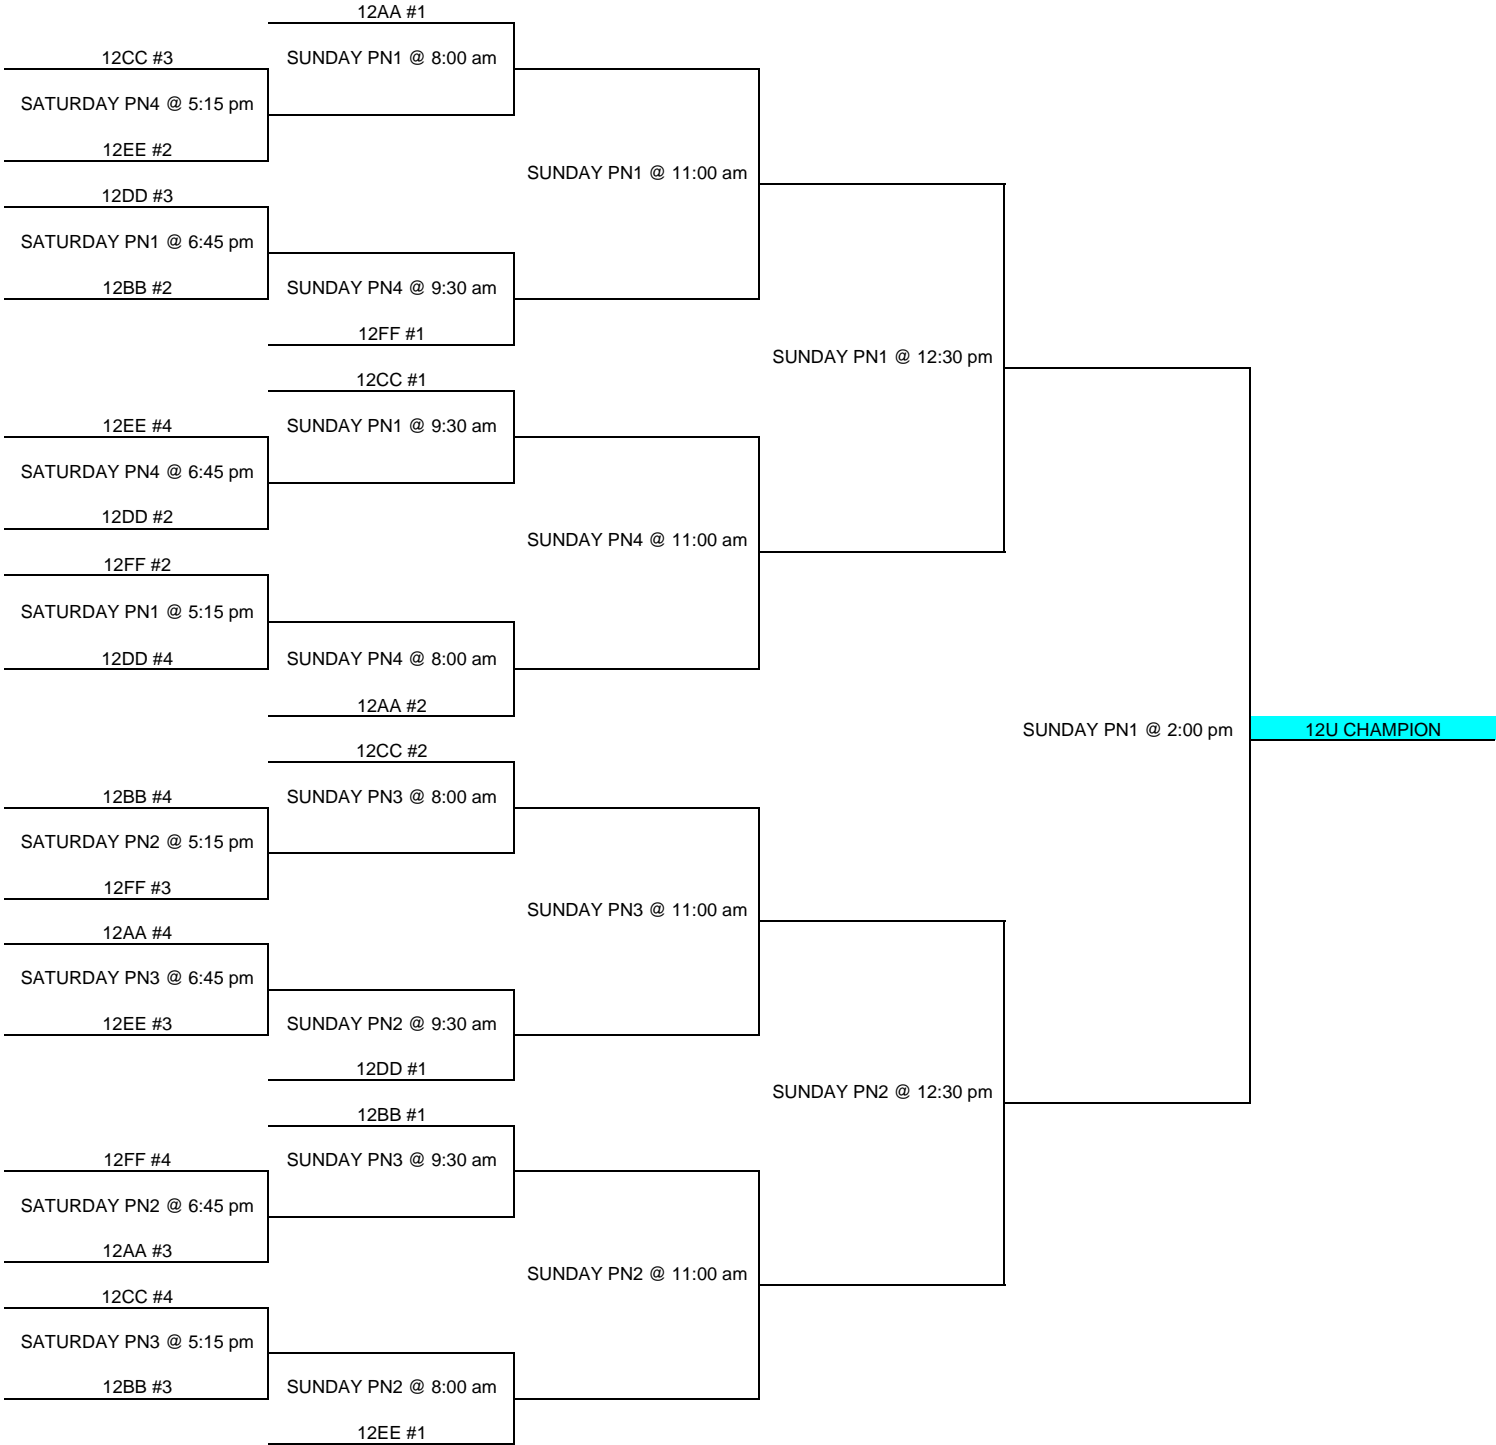 12AA #1
12CC #3
SUNDAY PN1 @ 8:00 am
SATURDAY PN4 @ 5:15 pm
12EE #2
SUNDAY PN1 @ 11:00 am
12DD #3
SATURDAY PN1 @ 6:45 pm
12BB #2
SUNDAY PN4 @ 9:30 am
12FF #1
SUNDAY PN1 @ 12:30 pm
12CC #1
12EE #4
SUNDAY PN1 @ 9:30 am
SATURDAY PN4 @ 6:45 pm
12DD #2
SUNDAY PN4 @ 11:00 am
12FF #2
SATURDAY PN1 @ 5:15 pm
12DD #4
SUNDAY PN4 @ 8:00 am
12AA #2
SUNDAY PN1 @ 2:00 pm
12U CHAMPION
12CC #2
12BB #4
SUNDAY PN3 @ 8:00 am
SATURDAY PN2 @ 5:15 pm
12FF #3
SUNDAY PN3 @ 11:00 am
12AA #4
SATURDAY PN3 @ 6:45 pm
12EE #3
SUNDAY PN2 @ 9:30 am
12DD #1
SUNDAY PN2 @ 12:30 pm
12BB #1
12FF #4
SUNDAY PN3 @ 9:30 am
SATURDAY PN2 @ 6:45 pm
12AA #3
SUNDAY PN2 @ 11:00 am
12CC #4
SATURDAY PN3 @ 5:15 pm
12BB #3
SUNDAY PN2 @ 8:00 am
12EE #1